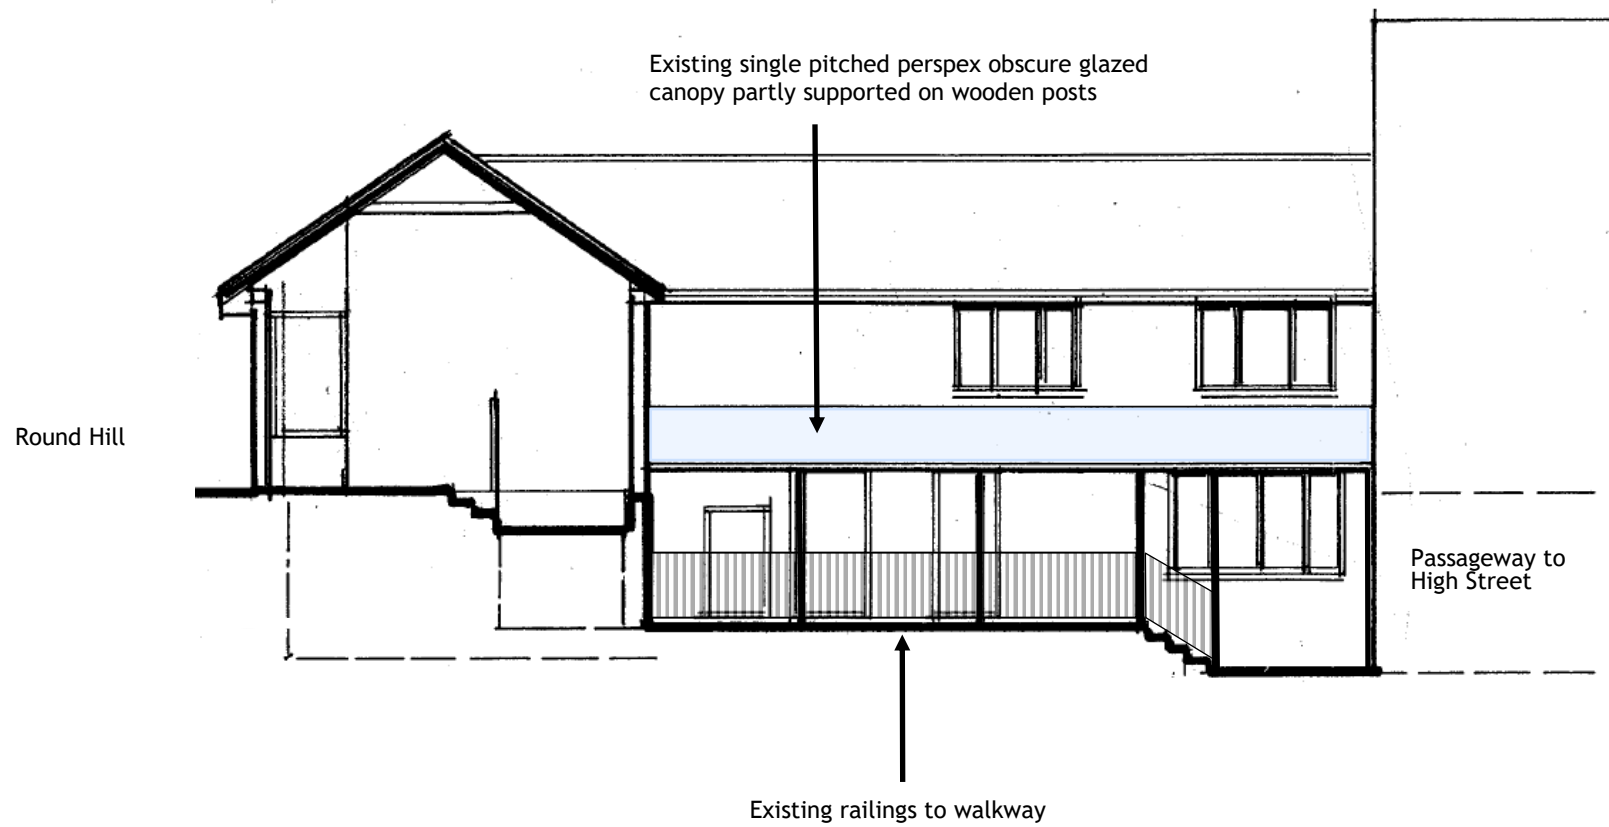 Existing single pitched perspex obscure glazed
canopy partly supported on wooden posts
Round Hill
Passageway to
High Street
Existing railings to walkway